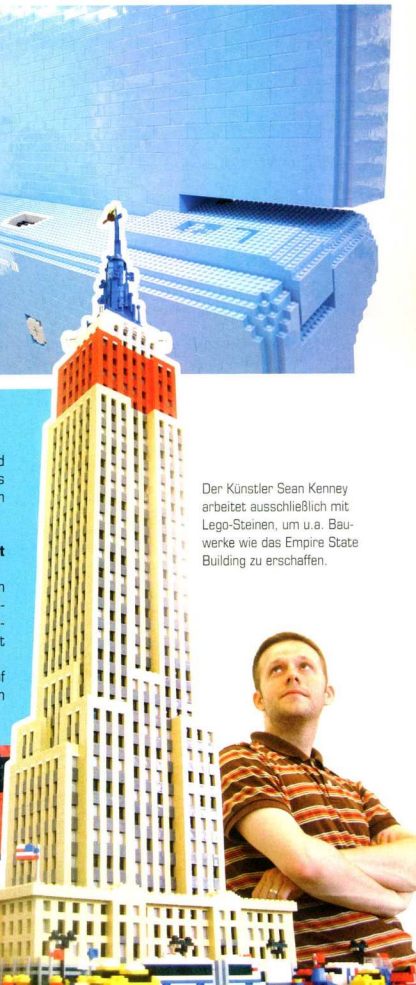 d
s
n
t
n
-
-
t
f
n
Der Künstler Sean Kenney
arbeitet ausschließlich mit
Lego-Steinen, um u.a. Bau-
werke wie das Empire State
Building zu erschaffen.